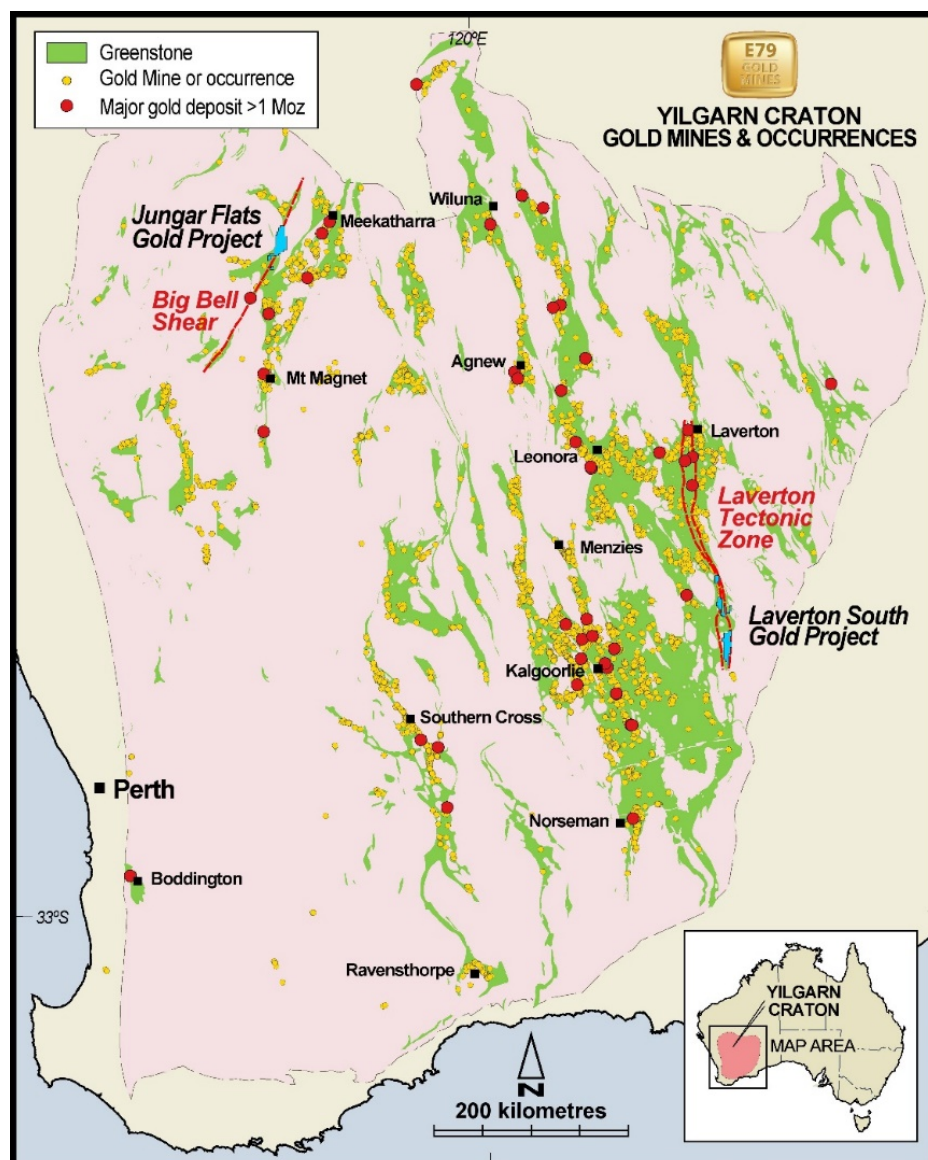 Greenstone
Gold Mine or occurrence
Major gold deposit >1 Moz
120ºE
E79
GOLD
MINES
YILGARN CRATON
GOLD MINES & OCCURRENCES
Wiluna
Jungar Flats
Gold Project
Meekatharra
Big Bell
Shear
Agnew
Mt Magnet
Laverton
Leonora
Laverton
Tectonic
Zone
Menzies
Laverton South
Gold Project
Kalgoorlie
Southern Cross
Perth
Norseman
Boddington
33ºS
Ravensthorpe
YILGARN
CRATON
MAP AREA
N
200 kilometres